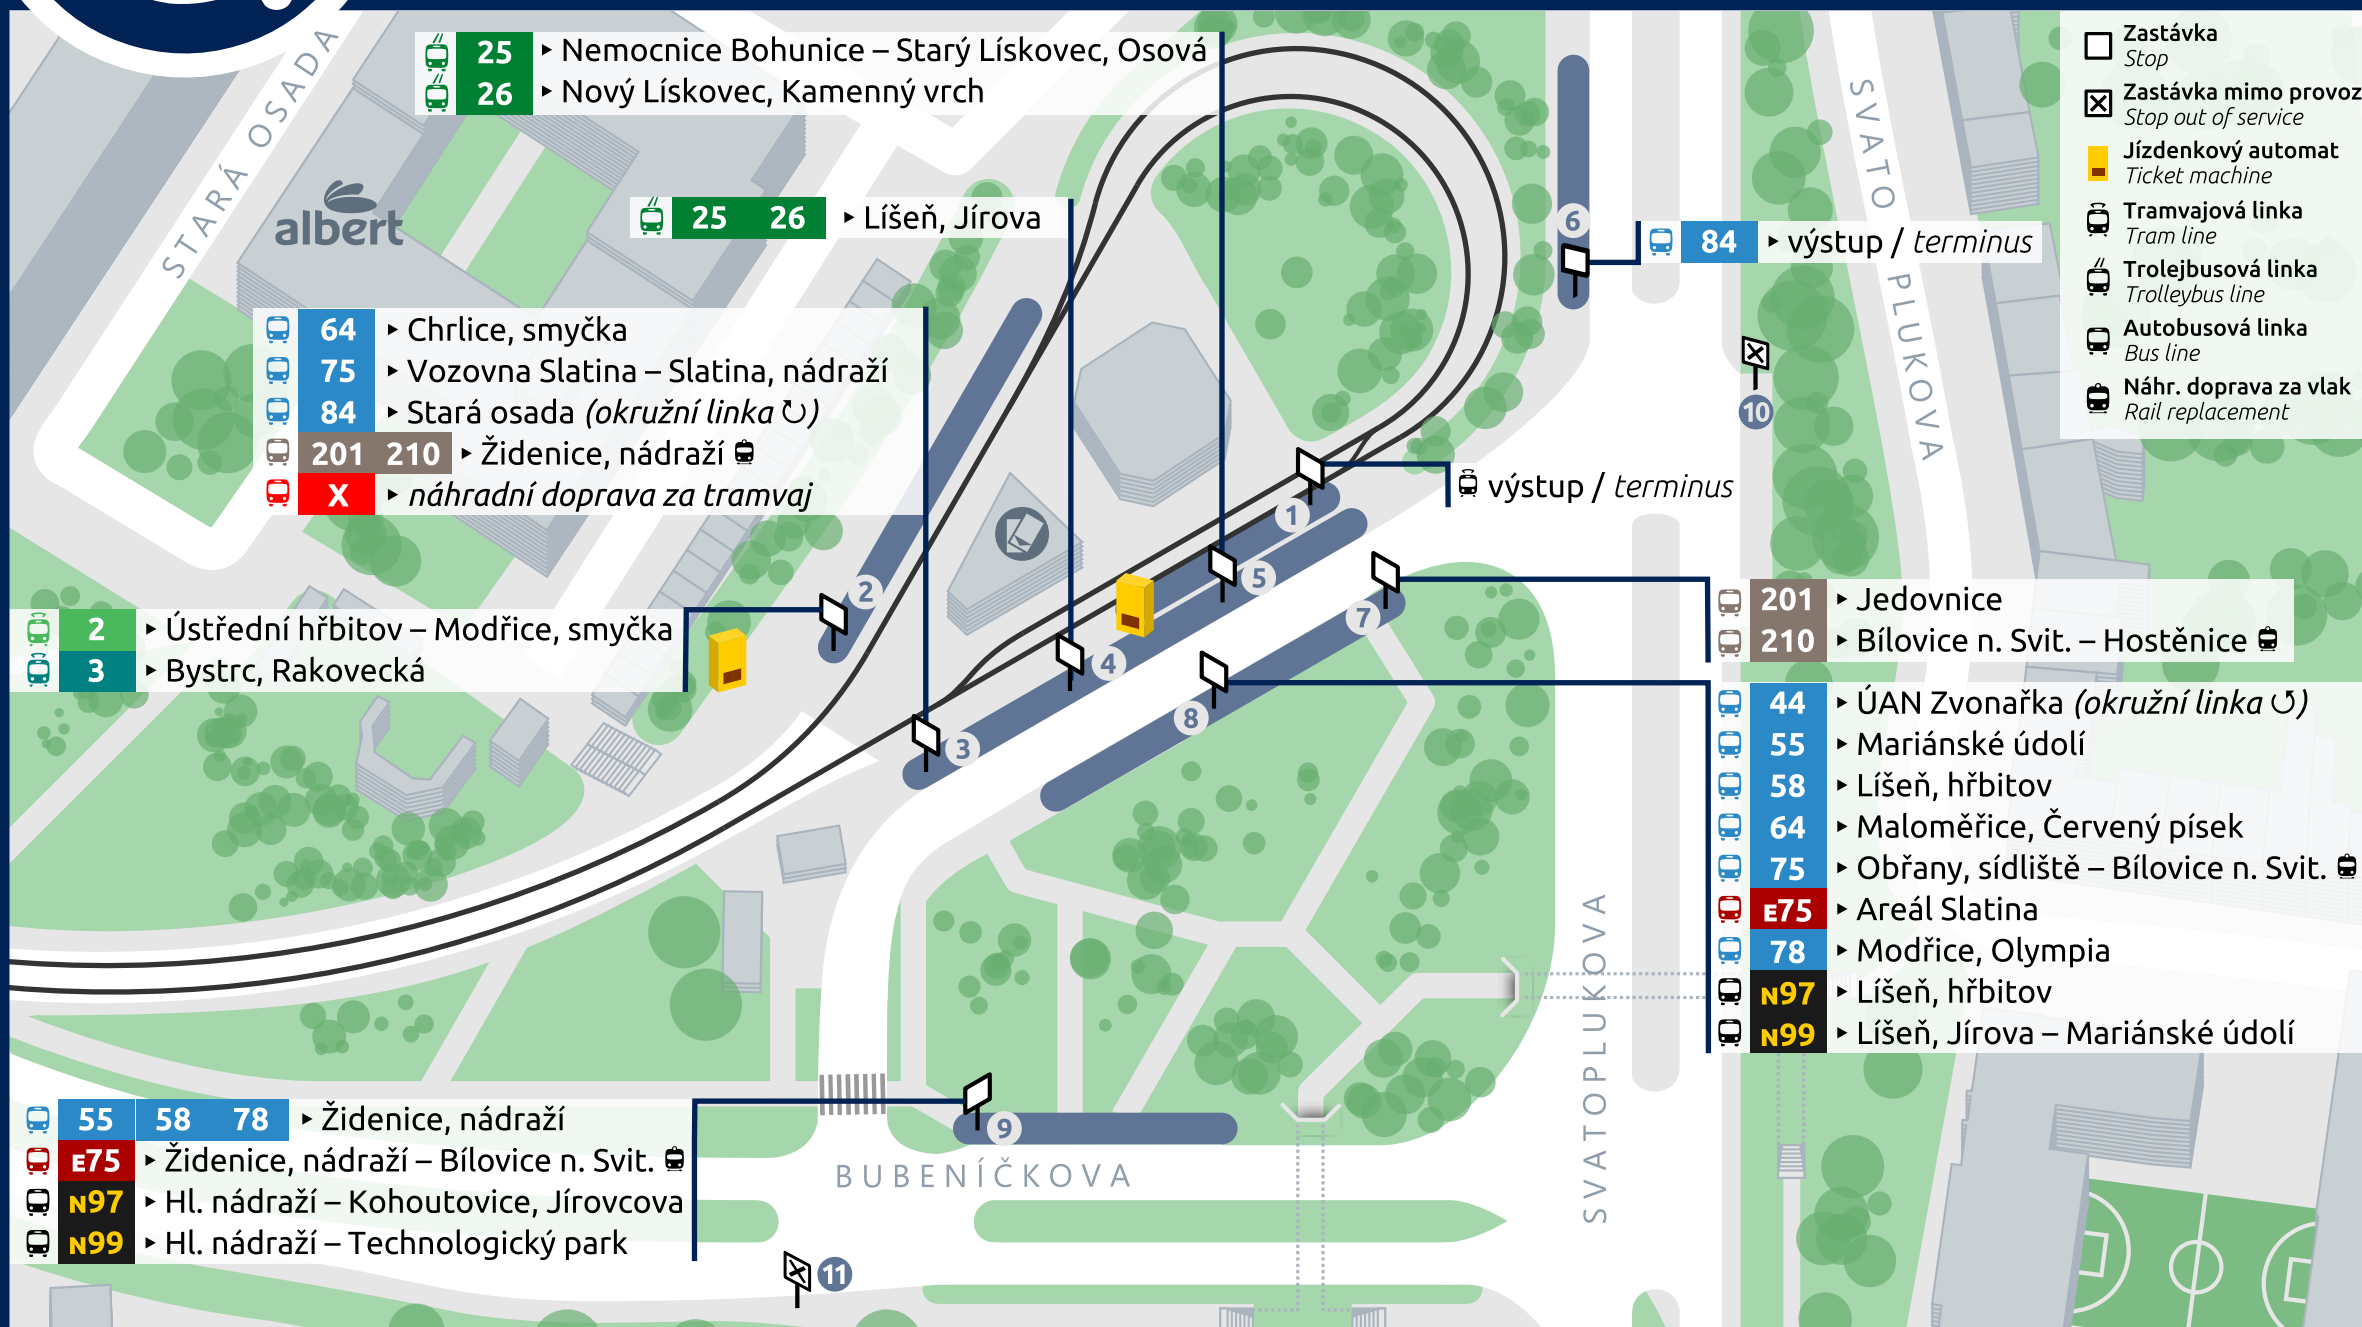 STARÁ OSADA
albert
25 ▸ Nemocnice Bohunice – Starý Lískovec, Osová
26 ▸ Nový Lískovec, Kamenný vrch
25 26 ▸ Líšeň, Jírova
64 ▸ Chrlice, smyčka
75 ▸ Vozovna Slatina – Slatina, nádraží
84 ▸ Stará osada (okružní linka ↻)
201 210 ▸ Židenice, nádraží
X ▸ náhradní doprava za tramvaj
2 ▸ Ústřední hřbitov – Modřice, smyčka
3 ▸ Bystrc, Rakovecká
6
84 ▸ výstup / terminus
SVATOPLUKOVA
10
výstup / terminus
1
2
5
7
4
8
3
201 ▸ Jedovnice
210 ▸ Bílovice n. Svit. – Hostěnice
44 ▸ ÚAN Zvonařka (okružní linka ↺)
55 ▸ Mariánské údolí
58 ▸ Líšeň, hřbitov
64 ▸ Maloměřice, Červený písek
75 ▸ Obřany, sídliště – Bílovice n. Svit.
E75 ▸ Areál Slatina
78 ▸ Modřice, Olympia
N97 ▸ Líšeň, hřbitov
N99 ▸ Líšeň, Jírova – Mariánské údolí
SVATOPLUKOVA
55 58 78 ▸ Židenice, nádraží
E75 ▸ Židenice, nádraží – Bílovice n. Svit.
N97 ▸ Hl. nádraží – Kohoutovice, Jírovcova
N99 ▸ Hl. nádraží – Technologický park
9
BUBENÍČKOVA
11
Zastávka
Stop
Zastávka mimo provoz
Stop out of service
Jízdenkový automat
Ticket machine
Tramvajová linka
Tram line
Trolejbusová linka
Trolleybus line
Autobusová linka
Bus line
Náhr. doprava za vlak
Rail replacement